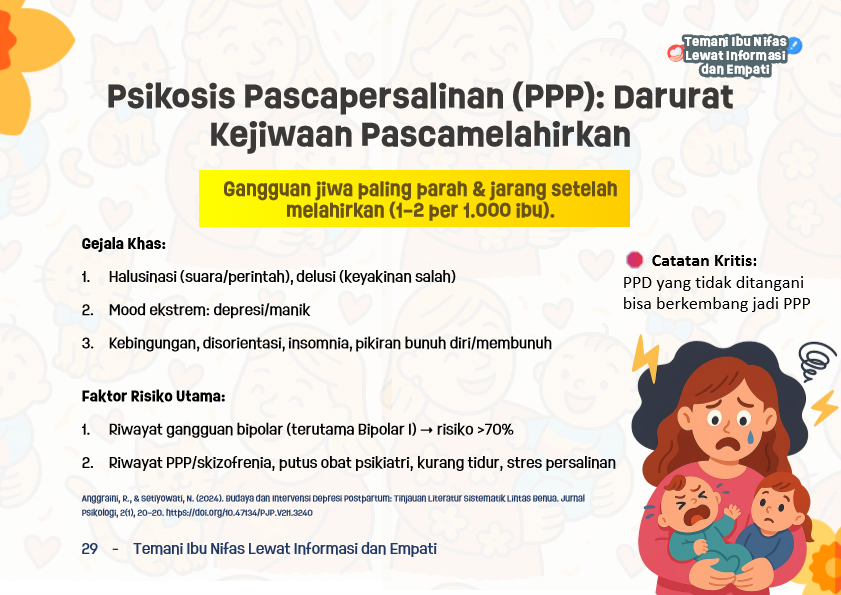 Temani Ibu Nifas
Lewat Informasi
dan Empati
Psikosis Pascapersalinan (PPP): Darurat
Kejiwaan Pascamelahirkan
Gangguan jiwa paling parah & jarang setelah
melahirkan (1–2 per 1.000 ibu).
Gejala Khas:
1. Halusinasi (suara/perintah), delusi (keyakinan salah)
2. Mood ekstrem: depresi/manik
3. Kebingungan, disorientasi, insomnia, pikiran bunuh diri/membunuh
Catatan Kritis:
PPD yang tidak ditangani
bisa berkembang jadi PPP
Faktor Risiko Utama:
1. Riwayat gangguan bipolar (terutama Bipolar I) → risiko >70%
2. Riwayat PPP/skizofrenia, putus obat psikiatri, kurang tidur, stres persalinan
Anggraini, R., & Setiyowati, N. (2024). Budaya dan Intervensi Depresi Postpartum: Tinjauan Literatur Sistematik Lintas Benua. Jurnal
Psikologi, 2(1), 20–20. https://doi.org/10.47134/PJP.V2I1.3240
29 - Temani Ibu Nifas Lewat Informasi dan Empati